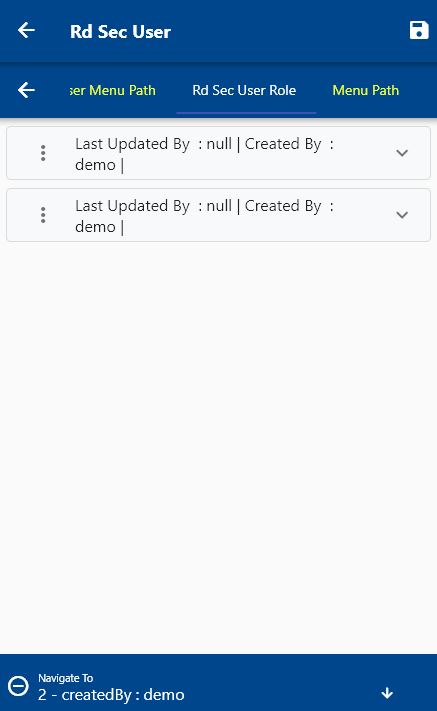 Rd Sec User
ser Menu Path Rd Sec User Role Menu Path
Last Updated By : null | Created By :
demo |
Last Updated By : null | Created By :
demo |
Navigate To
2 - createdBy : demo